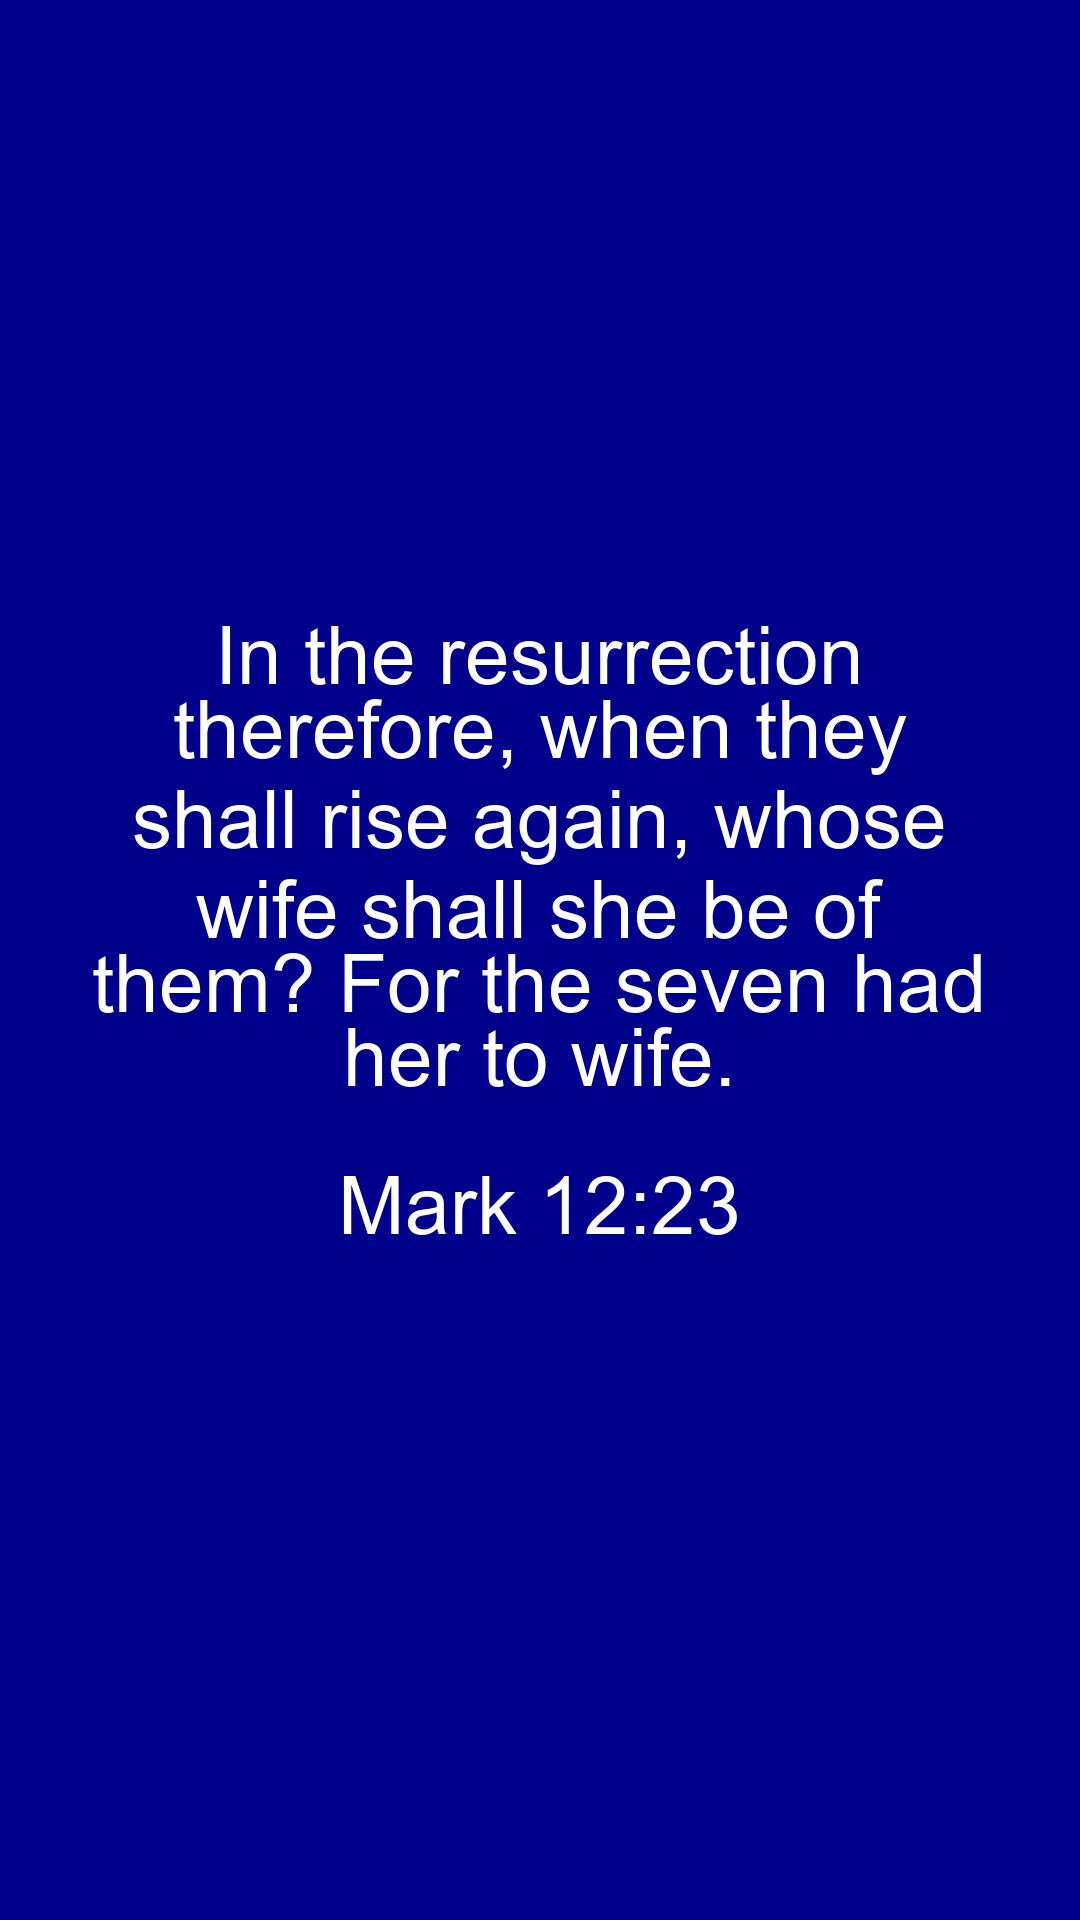 In the resurrection
therefore, when they
shall rise again, whose
wife shall she be of
them? For the seven had
her to wife.
Mark 12:23